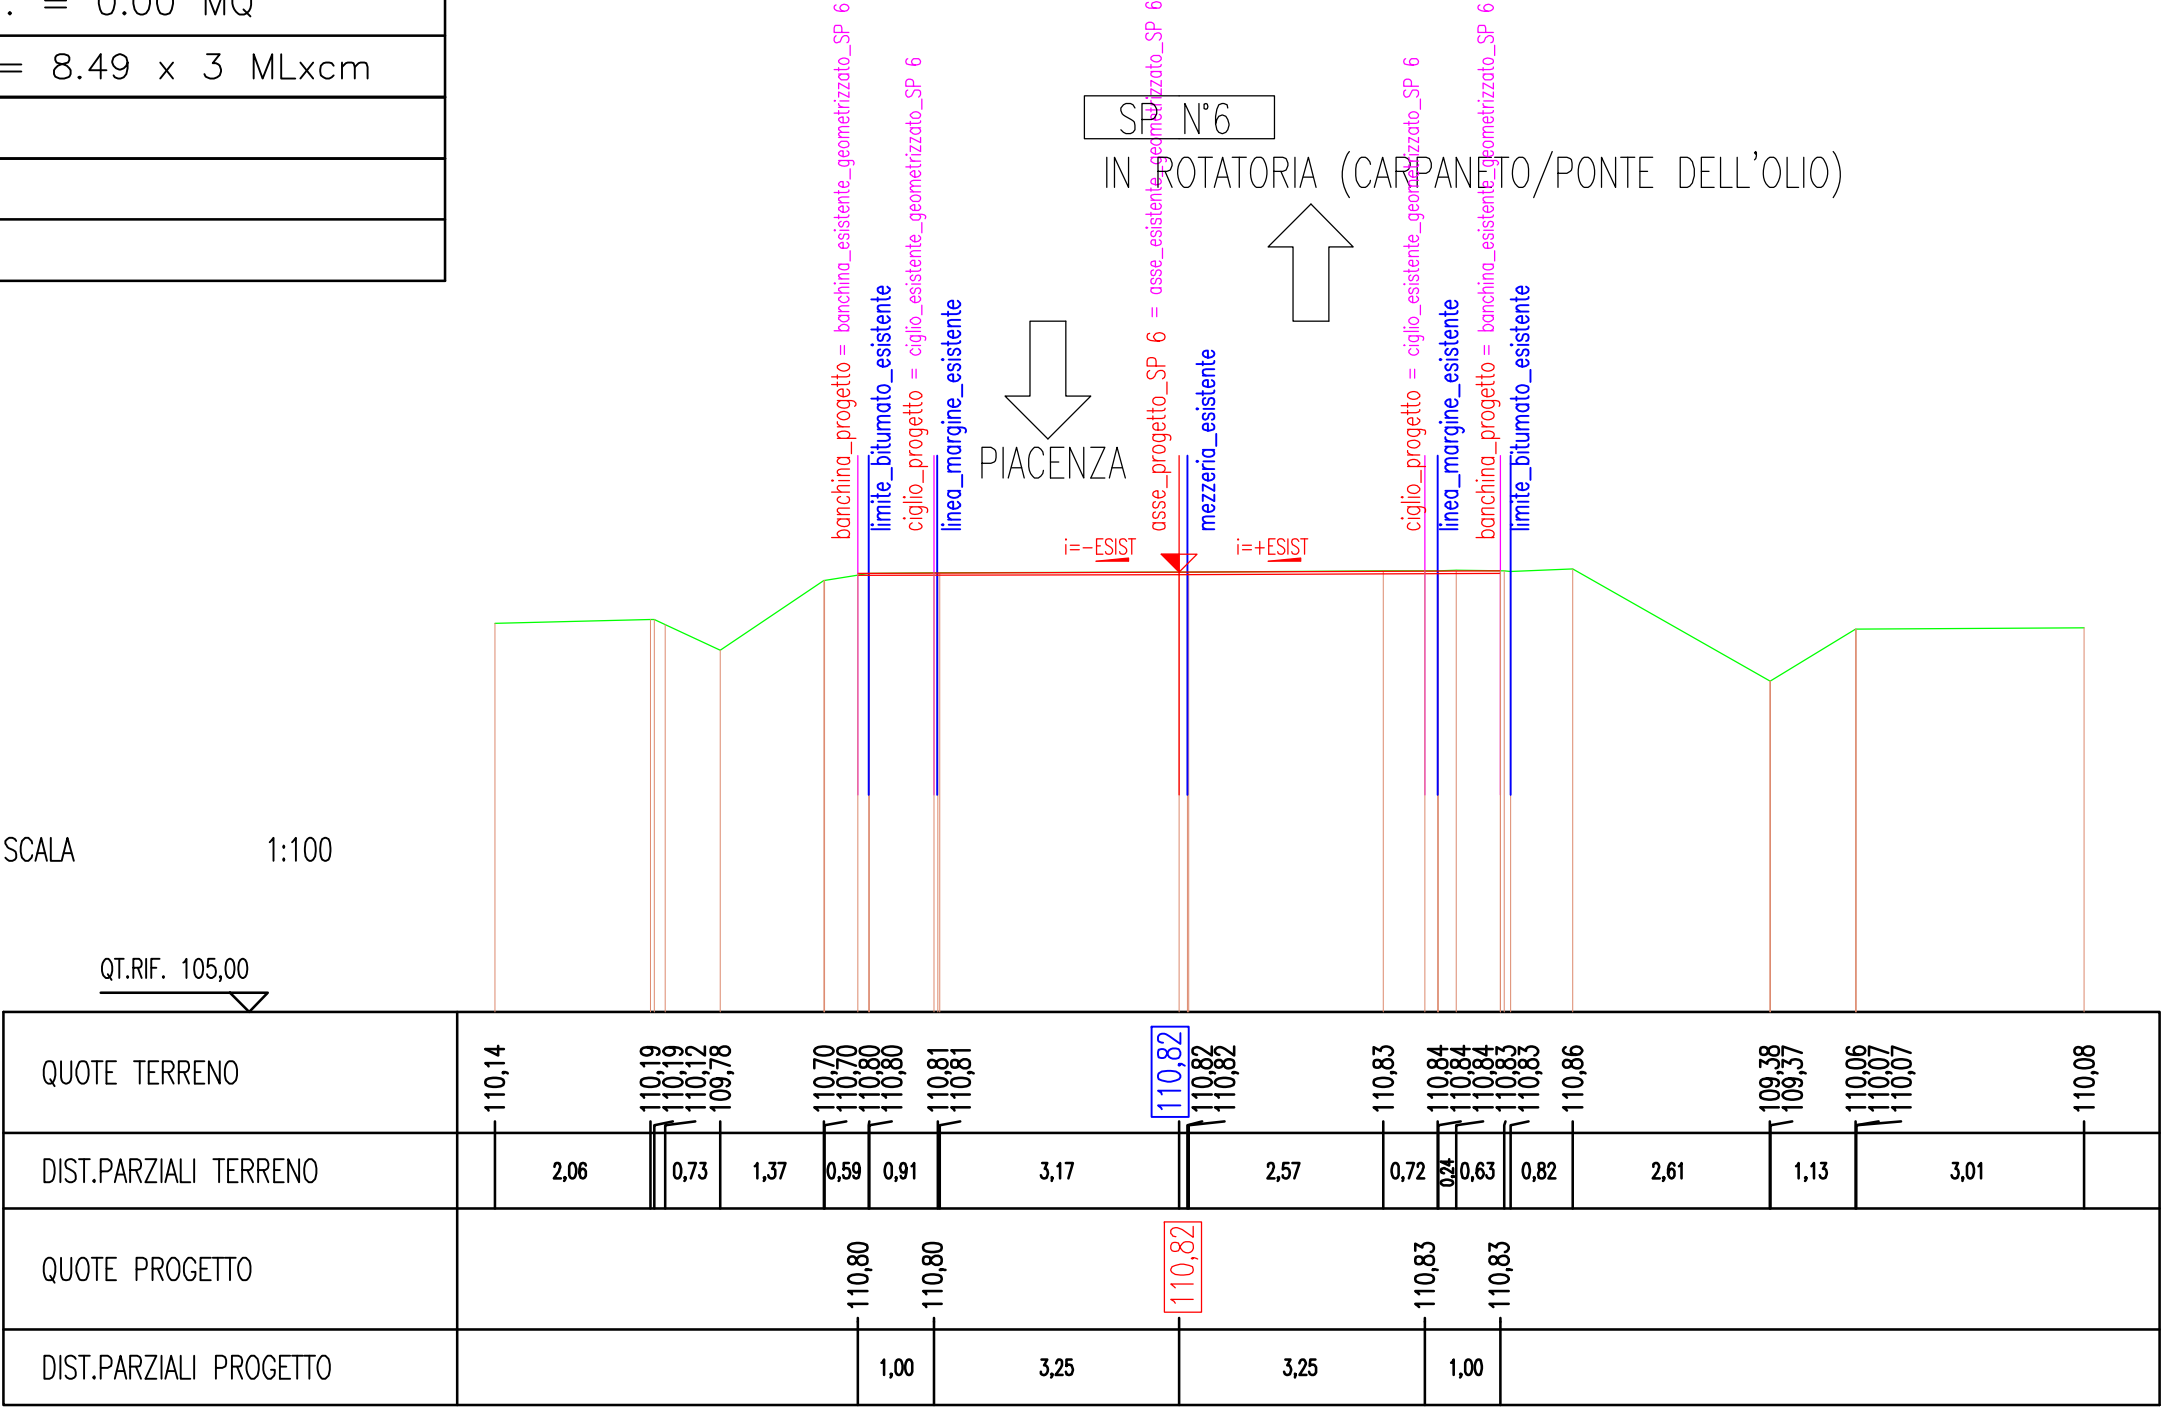 . = 0.00 MQ
= 8.49 x 3 MLxcm
SP N°6
IN ROTATORIA (CARPANETO/PONTE DELL'OLIO)
PIACENZA
banchina_progetto = banchina_esistente_geometrizzato_SP 6
limite_bitumato_esistente
ciglio_progetto = ciglio_esistente_geometrizzato_SP 6
linea_margine_esistente
asse_progetto_SP 6 = asse_esistente_geometrizzato_SP 6
mezzeria_esistente
ciglio_progetto = ciglio_esistente_geometrizzato_SP 6
linea_margine_esistente
banchina_progetto = banchina_esistente_geometrizzato_SP 6
limite_bitumato_esistente
i=-ESIST
i=+ESIST
SCALA 1:100
QT.RIF. 105,00
QUOTE TERRENO 110,14 110,19 110,19 110,12 109,78 110,70 110,70 110,80 110,80 110,81 110,81 110,82 110,82 110,82 110,83 110,84 110,84 110,84 110,83 110,83 110,86 109,38 109,37 110,06 110,07 110,07 110,08
DIST.PARZIALI TERRENO 2,06 0,73 1,37 0,59 0,91 3,17 2,57 0,72 0,24 0,63 0,82 2,61 1,13 3,01
QUOTE PROGETTO 110,80 110,80 110,82 110,83 110,83
DIST.PARZIALI PROGETTO 1,00 3,25 3,25 1,00